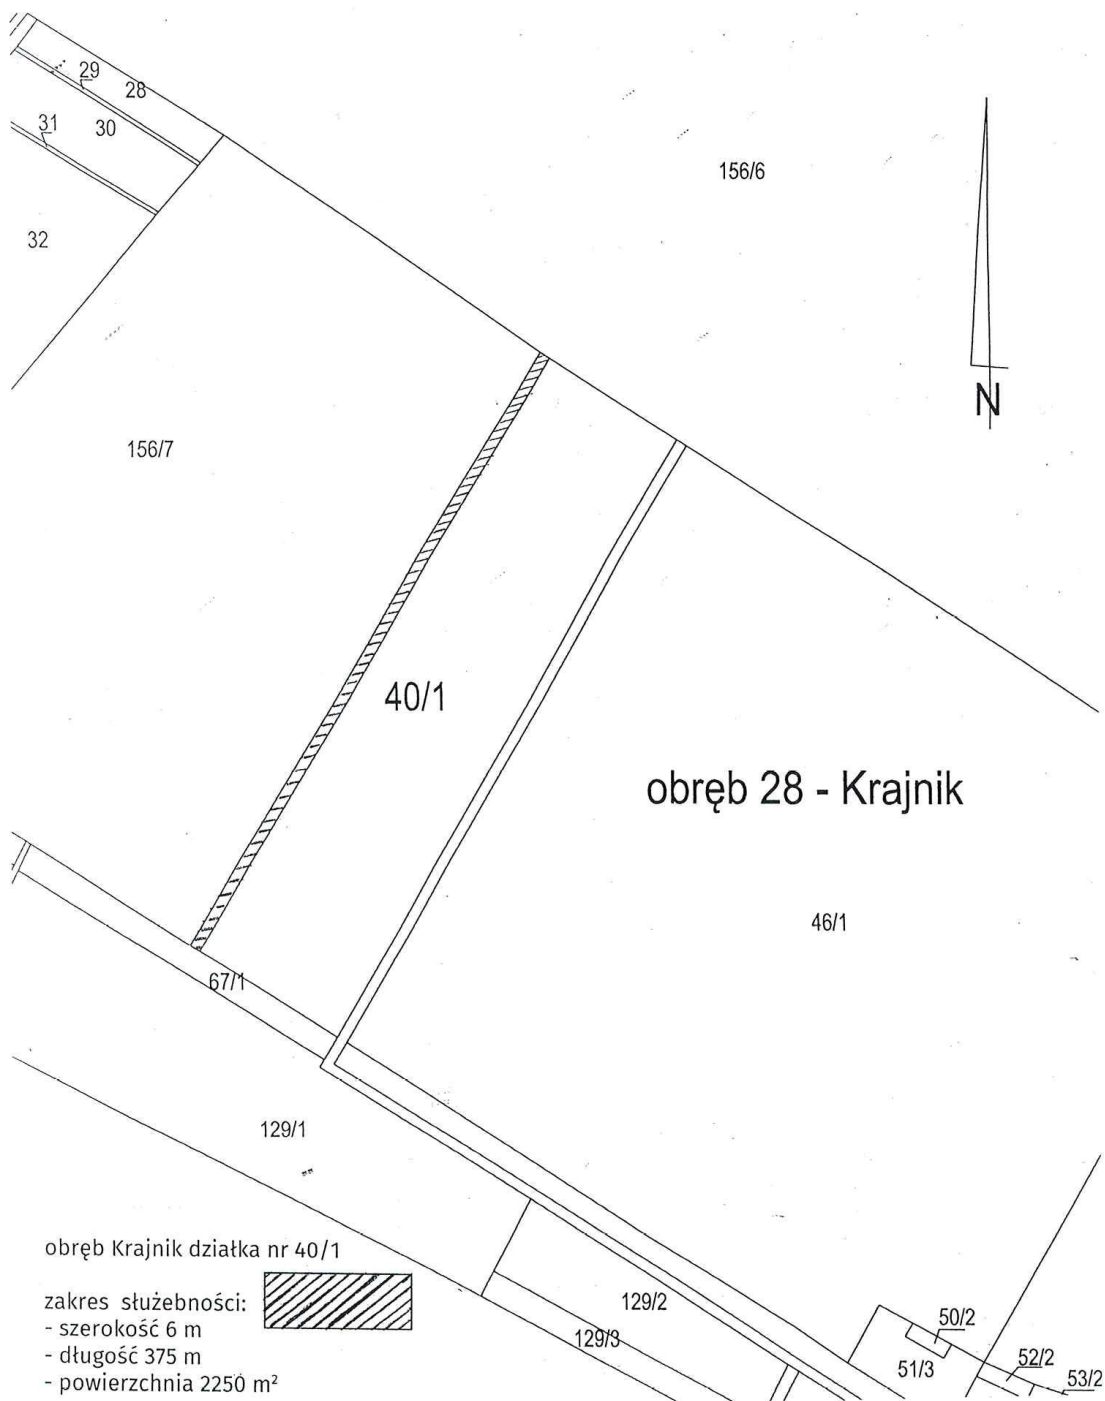 29
28
31
30
156/6
32
N
156/7
40/1
obręb 28 - Krajnik
46/1
67/1
129/1
obręb Krajnik działka nr 40/1
zakres służebności:
- szerokość 6 m
- długość 375 m
- powierzchnia 2250 m²
129/2
129/3
50/2
51/3
52/2
53/2